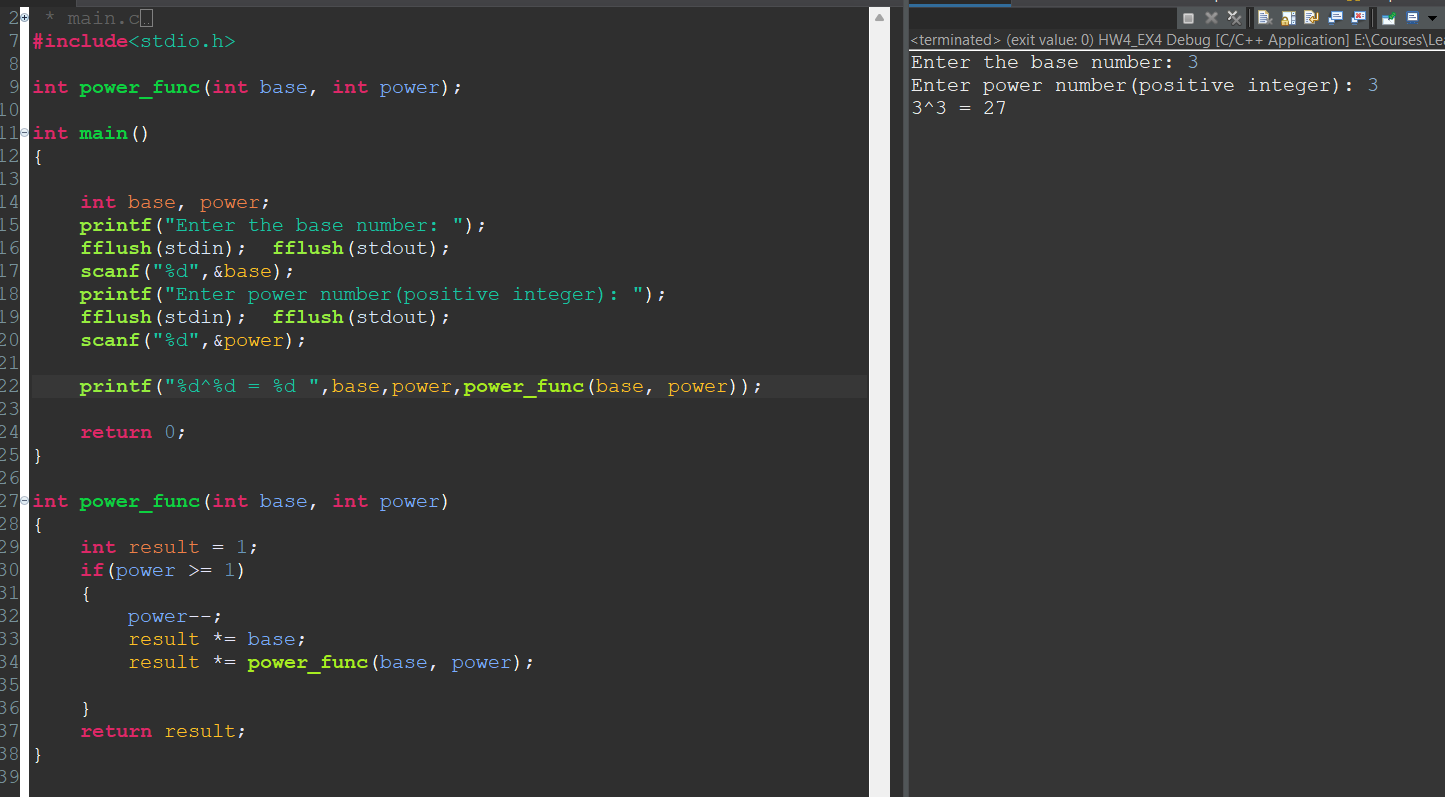 2 * main.c
7 #include<stdio.h>
8
9 int power_func(int base, int power);
10
11 int main()
12 {
13
14 int base, power;
15 printf("Enter the base number: ");
16 fflush(stdin); fflush(stdout);
17 scanf("%d",&base);
18 printf("Enter power number(positive integer): ");
19 fflush(stdin); fflush(stdout);
20 scanf("%d",&power);
21
22 printf("%d^%d = %d ",base,power,power_func(base, power));
23
24 return 0;
25 }
26
27 int power_func(int base, int power)
28 {
29 int result = 1;
30 if(power >= 1)
31 {
32 power--;
33 result *= base;
34 result *= power_func(base, power);
35
36 }
37 return result;
38 }
39
<terminated> (exit value: 0) HW4_EX4 Debug [C/C++ Application] E:\Courses\Lea
Enter the base number: 3
Enter power number(positive integer): 3
3^3 = 27